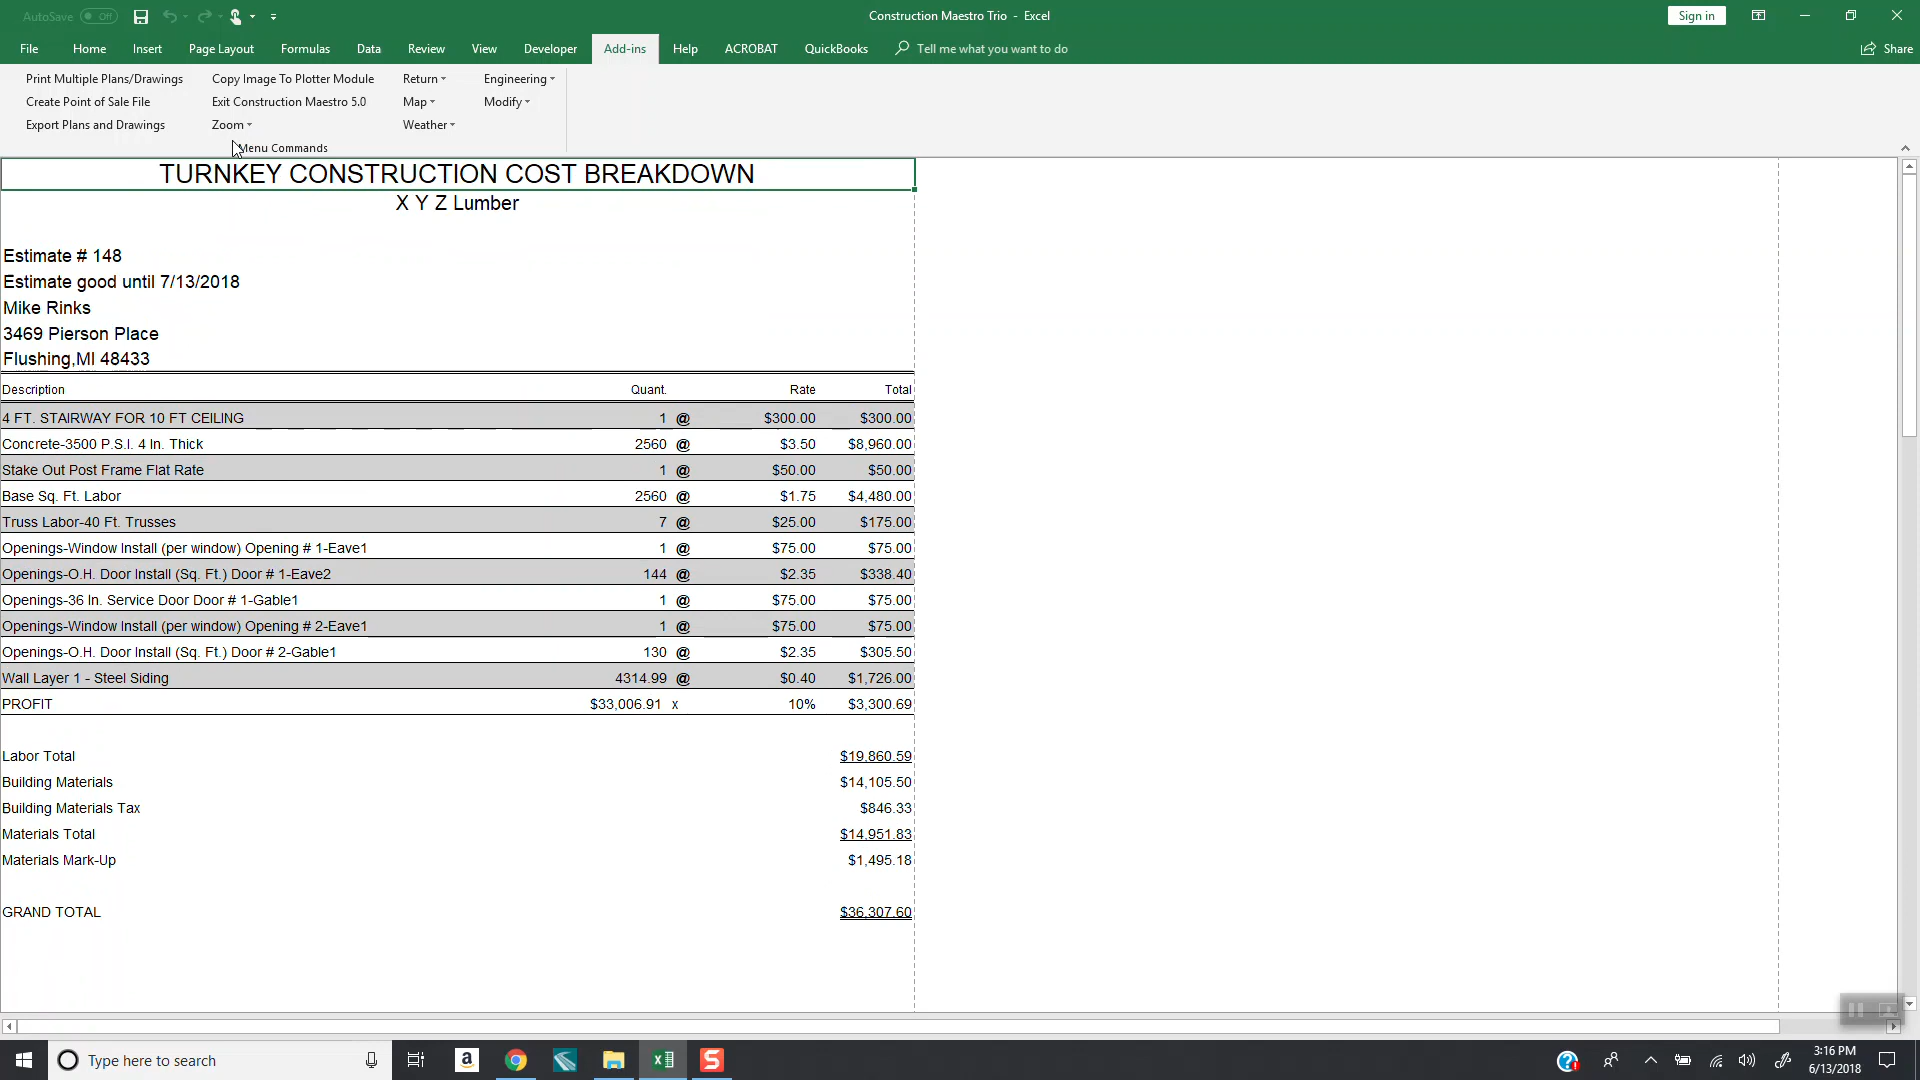 AutoSave Off
Construction Maestro Trio - Excel
Sign in
File Home Insert Page Layout Formulas Data Review View Developer Add-ins Help ACROBAT QuickBooks Tell me what you want to do Share
Print Multiple Plans/Drawings Copy Image To Plotter Module Return Engineering
Create Point of Sale File Exit Construction Maestro 5.0 Map Modify
Export Plans and Drawings Zoom Weather
Menu Commands
TURNKEY CONSTRUCTION COST BREAKDOWN
X Y Z Lumber
Estimate # 148
Estimate good until 7/13/2018
Mike Rinks
3469 Pierson Place
Flushing,MI 48433
Description Quant. Rate Total
4 FT. STAIRWAY FOR 10 FT CEILING 1 @ $300.00 $300.00
Concrete-3500 P.S.I. 4 In. Thick 2560 @ $3.50 $8,960.00
Stake Out Post Frame Flat Rate 1 @ $50.00 $50.00
Base Sq. Ft. Labor 2560 @ $1.75 $4,480.00
Truss Labor-40 Ft. Trusses 7 @ $25.00 $175.00
Openings-Window Install (per window) Opening # 1-Eave1 1 @ $75.00 $75.00
Openings-O.H. Door Install (Sq. Ft.) Door # 1-Eave2 144 @ $2.35 $338.40
Openings-36 In. Service Door Door # 1-Gable1 1 @ $75.00 $75.00
Openings-Window Install (per window) Opening # 2-Eave1 1 @ $75.00 $75.00
Openings-O.H. Door Install (Sq. Ft.) Door # 2-Gable1 130 @ $2.35 $305.50
Wall Layer 1 - Steel Siding 4314.99 @ $0.40 $1,726.00
PROFIT $33,006.91 x 10% $3,300.69
Labor Total $19,860.59
Building Materials $14,105.50
Building Materials Tax $846.33
Materials Total $14,951.83
Materials Mark-Up $1,495.18
GRAND TOTAL $36,307.60
Type here to search
3:16 PM
6/13/2018